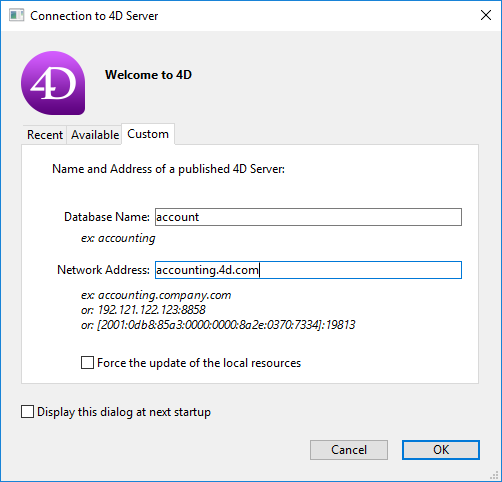 Connection to 4D Server
4D
Welcome to 4D
Recent Available Custom
Name and Address of a published 4D Server:
Database Name: account
ex: accounting
Network Address: accounting.4d.com
ex: accounting.company.com
or: 192.121.122.123:8858
or: [2001:0db8:85a3:0000:0000:8a2e:0370:7334]:19813
Force the update of the local resources
Display this dialog at next startup
Cancel OK